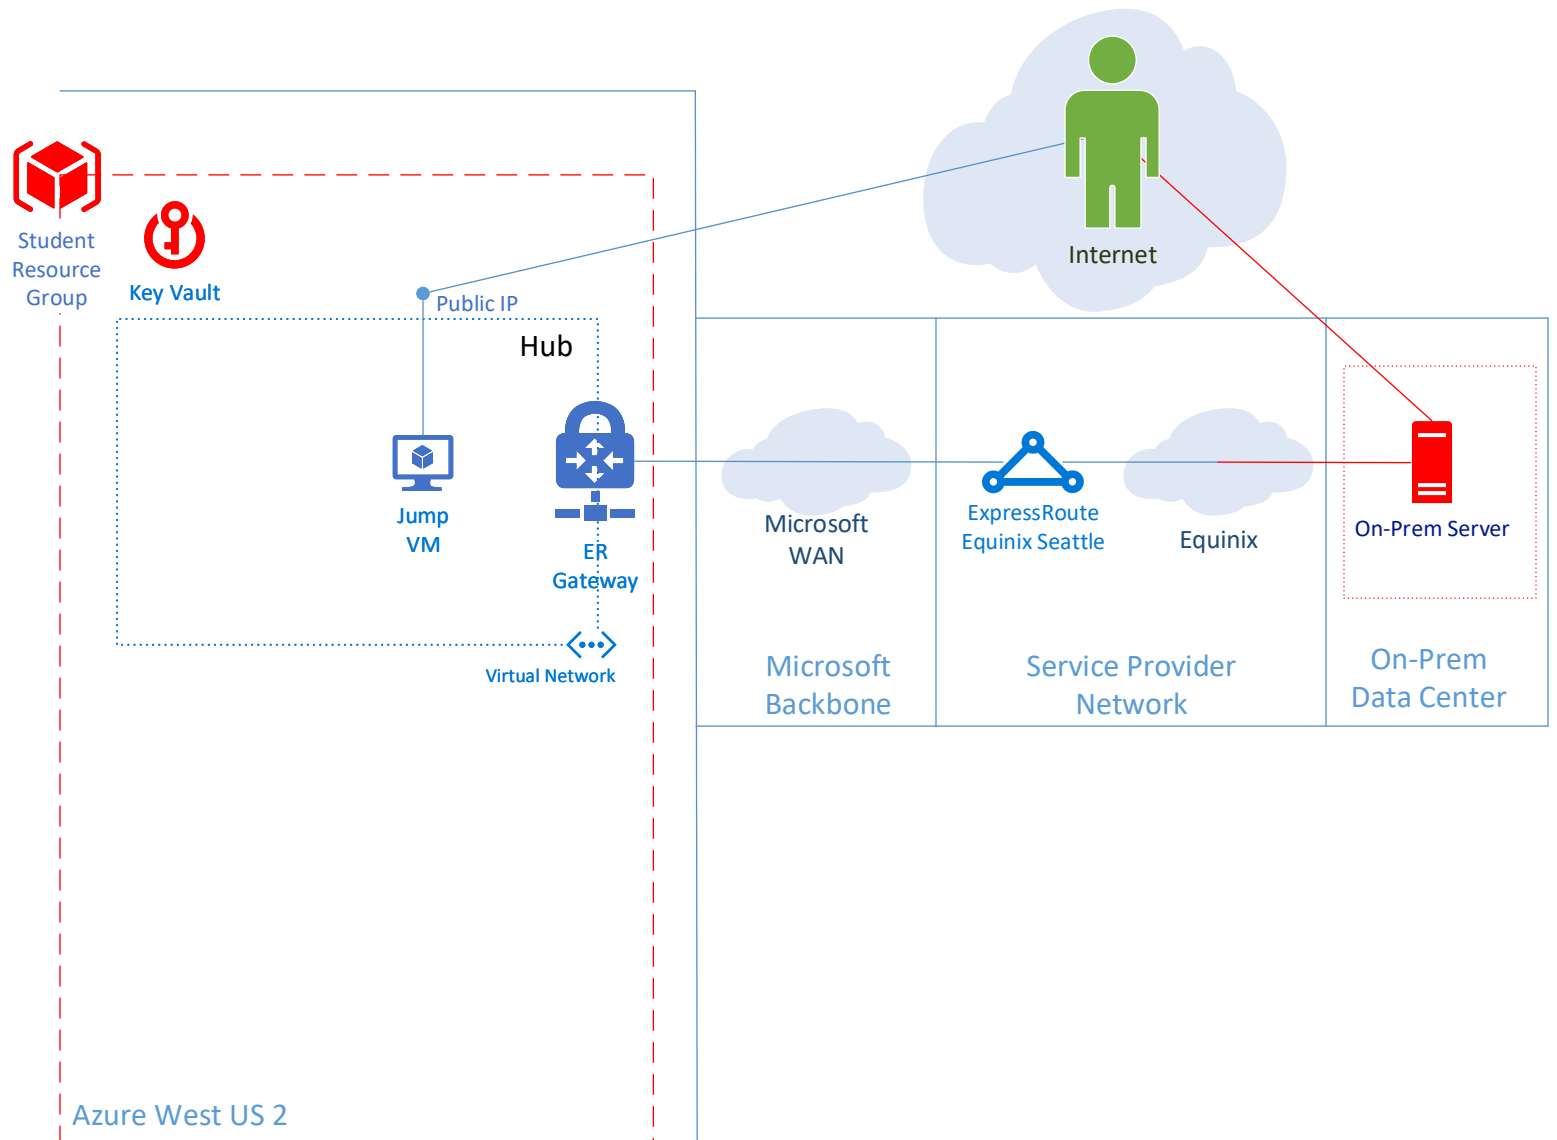 Internet
Student
Resource
Group
Key Vault
Public IP
Hub
Jump
VM
ER
Gateway
Virtual Network
Microsoft
WAN
ExpressRoute
Equinix Seattle
Equinix
On-Prem Server
Microsoft
Backbone
Service Provider
Network
On-Prem
Data Center
Azure West US 2